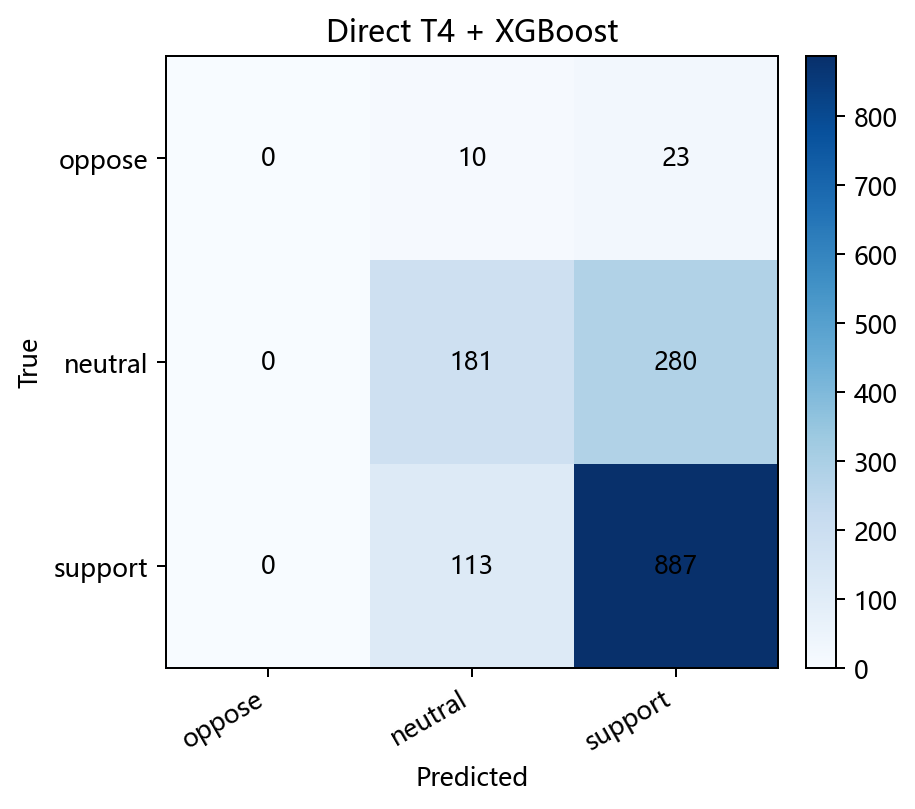 Direct T4 + XGBoost
oppose 0 10 23
neutral 0 181 280
support 0 113 887
True
oppose neutral support
Predicted
800
700
600
500
400
300
200
100
0